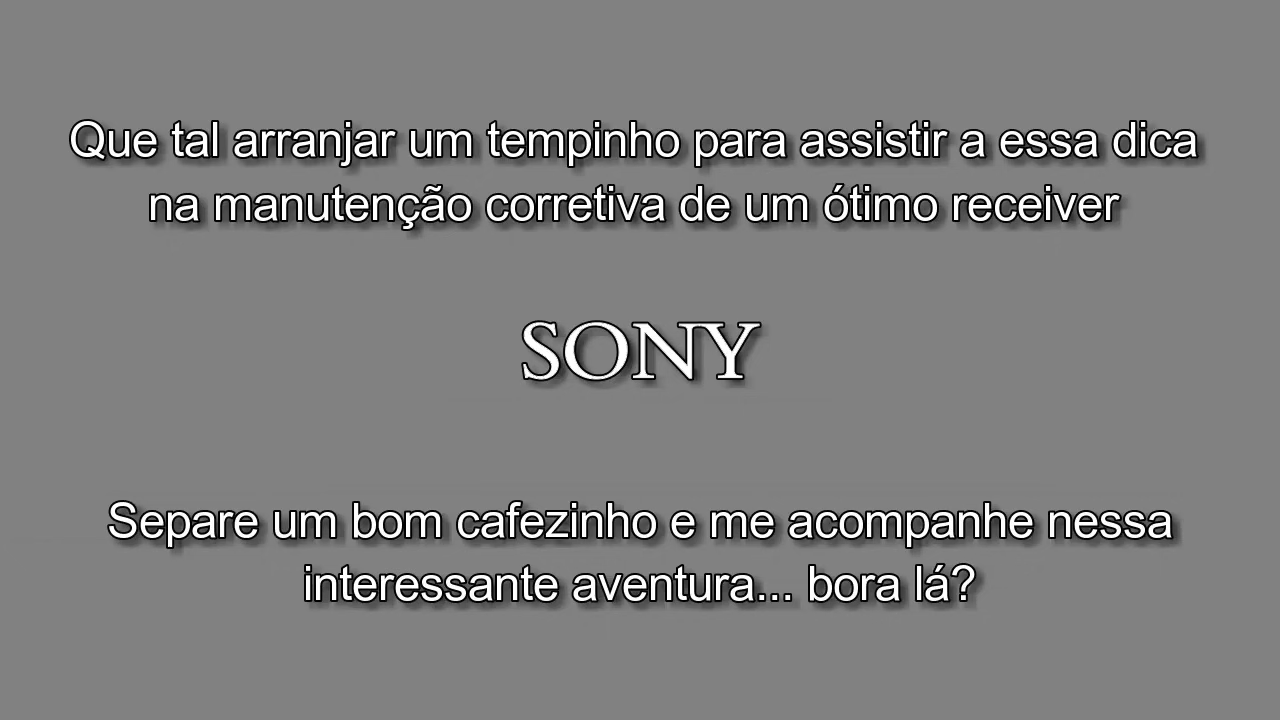 Que tal arranjar um tempinho para assistir a essa dica
na manutenção corretiva de um ótimo receiver
SONY
Separe um bom cafezinho e me acompanhe nessa
interessante aventura... bora lá?